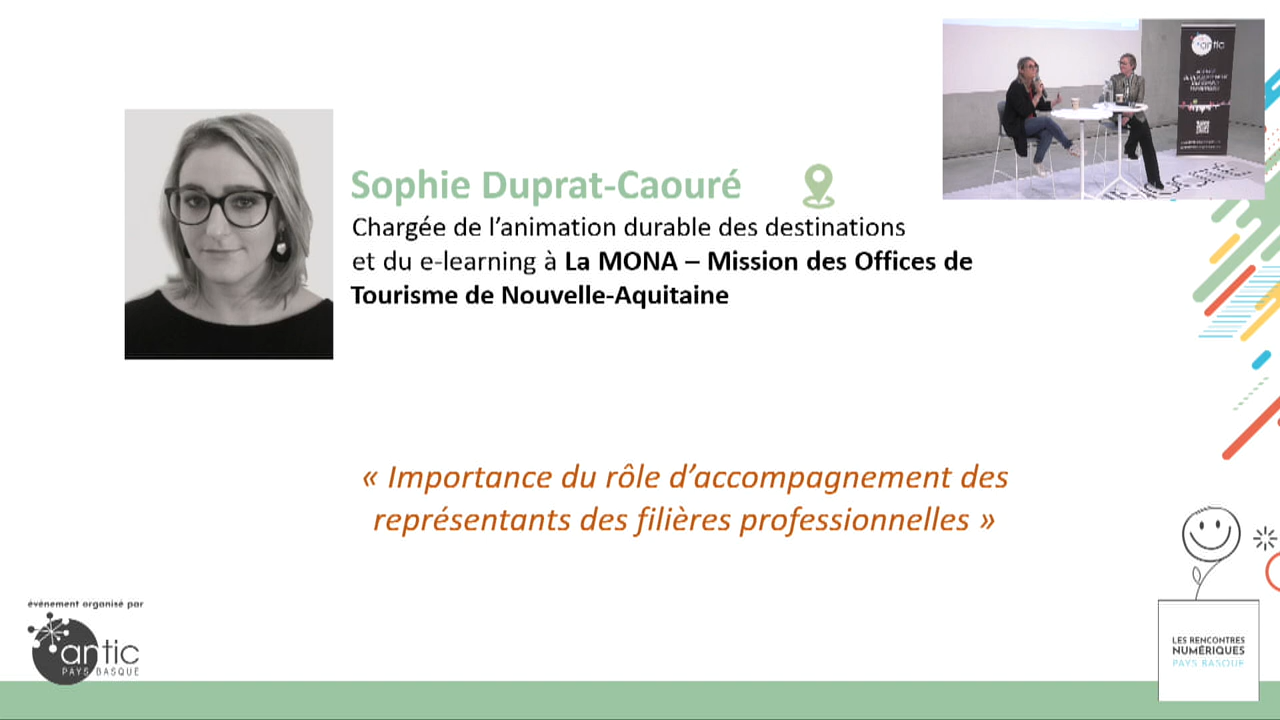 Sophie Duprat-Caouré
Chargée de l’animation durable des destinations
et du e-learning à La MONA – Mission des Offices de
Tourisme de Nouvelle-Aquitaine
« Importance du rôle d’accompagnement des
représentants des filières professionnelles »
évènement organisé par
antic
PAYS BASQUE
LES RENCONTRES
NUMÉRIQUES
PAYS BASQUE
antic